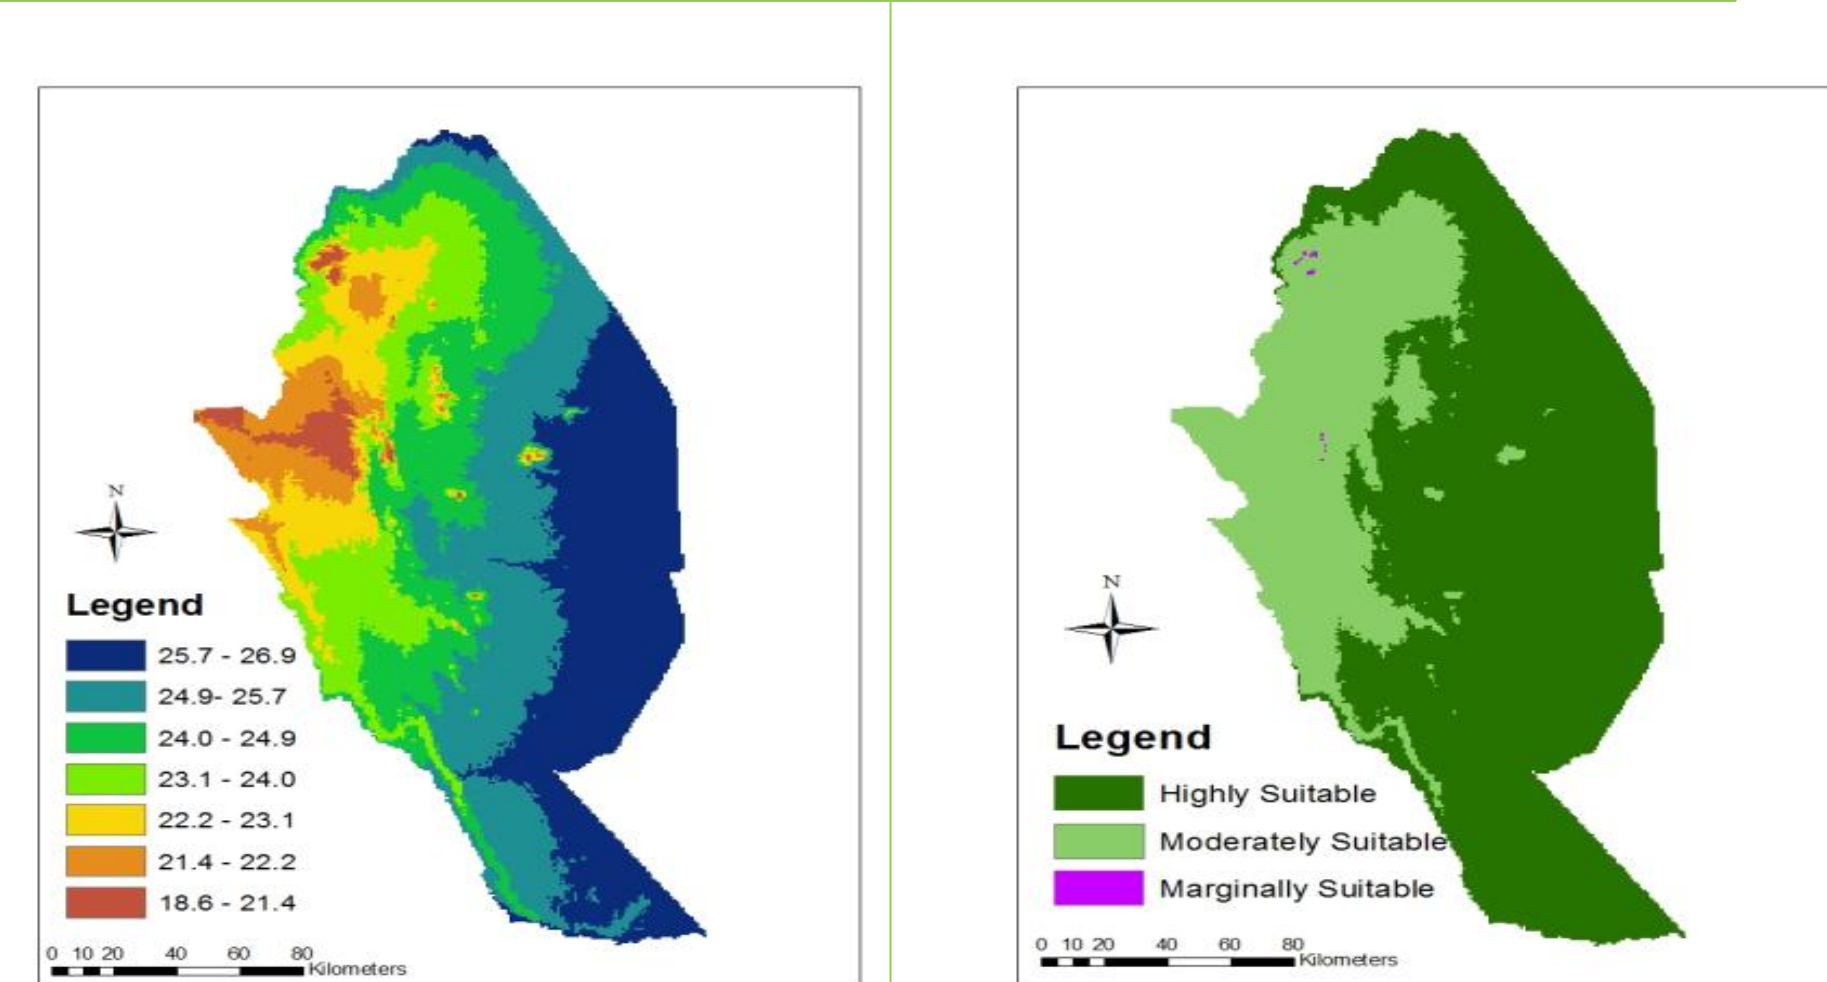 N
Legend
25.7 - 26.9
24.9- 25.7
24.0 - 24.9
23.1 - 24.0
22.2 - 23.1
21.4 - 22.2
18.6 - 21.4
0 10 20 40 60 80
Kilometers
N
Legend
Highly Suitable
Moderately Suitable
Marginally Suitable
0 10 20 40 60 80
Kilometers